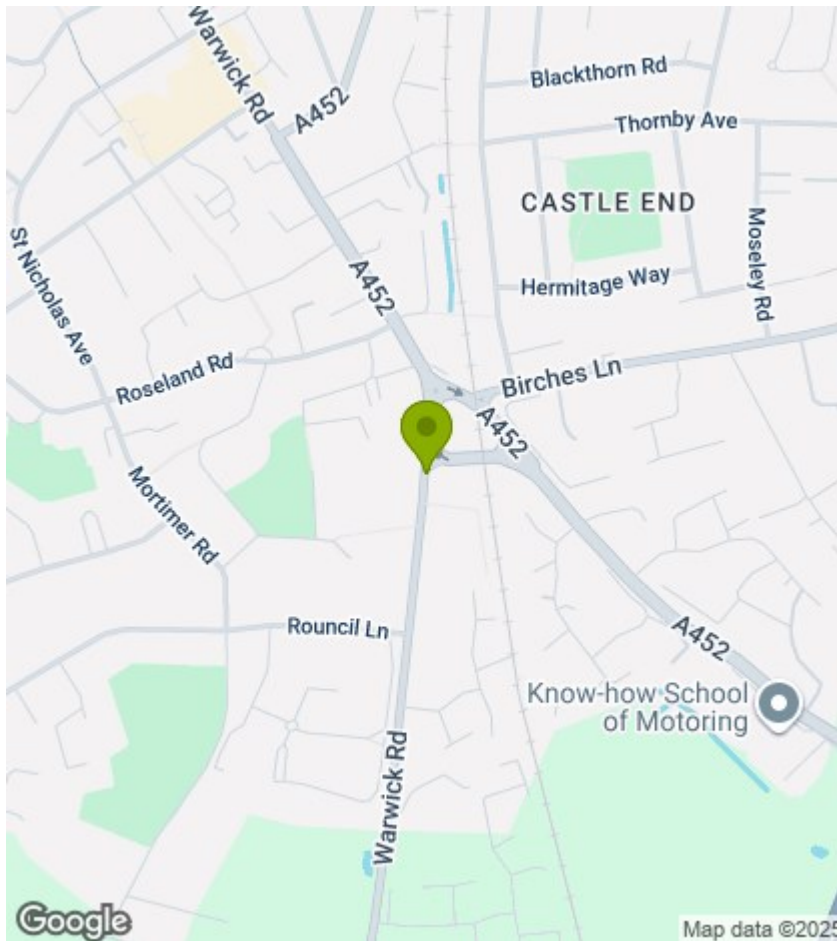 Warwick Rd
A452
Blackthorn Rd
Thornby Ave
CASTLE END
Moseley Rd
Hermitage Way
St Nicholas Ave
A452
Roseland Rd
Birches Ln
A452
Mortimer Rd
Rouncil Ln
A452
Know-how School
of Motoring
Warwick Rd
Google
Map data ©2025